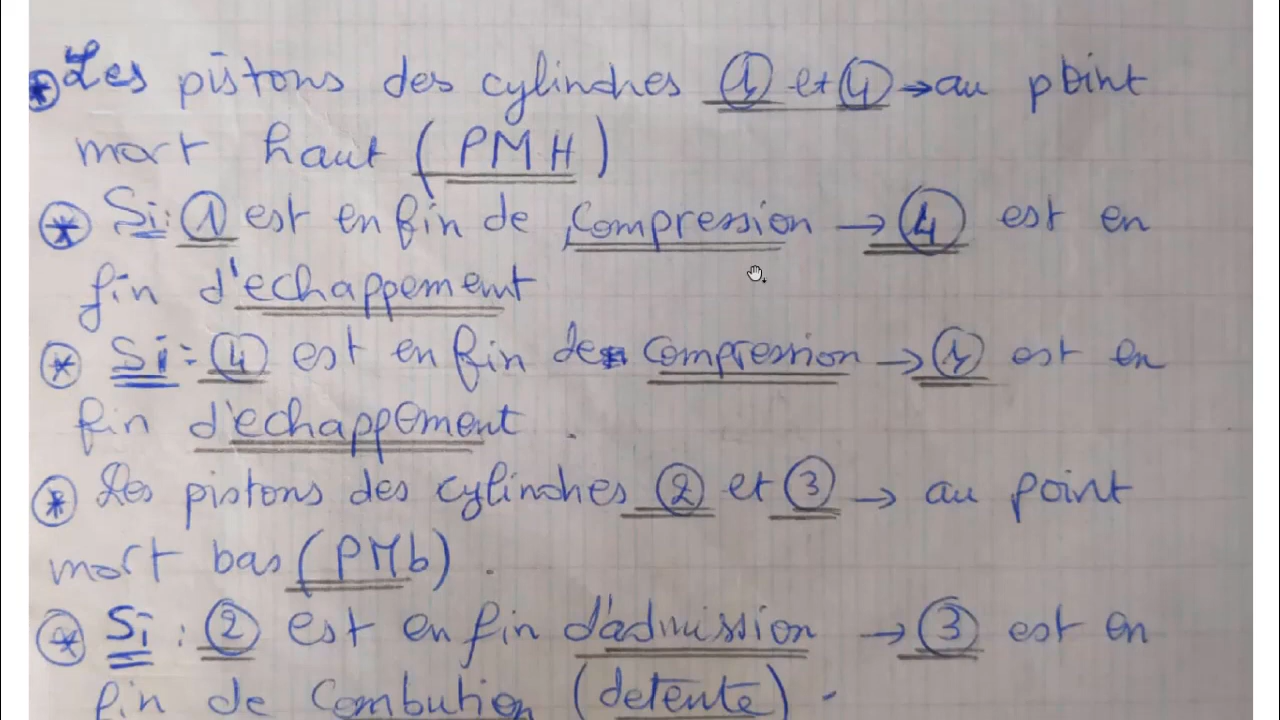 * Les pistons des cylindres ① et ④ → au point
mort haut (PMH)
* Si: ① est en fin de compression → ④ est en
fin d'echappement
* Si: ④ est en fin de compression → ① est en
fin d'echappement.
* Les pistons des cylindres ② et ③ → au point
mort bas (PMb).
* Si: ② est en fin d'admission → ③ est en
fin de Combution (detente).